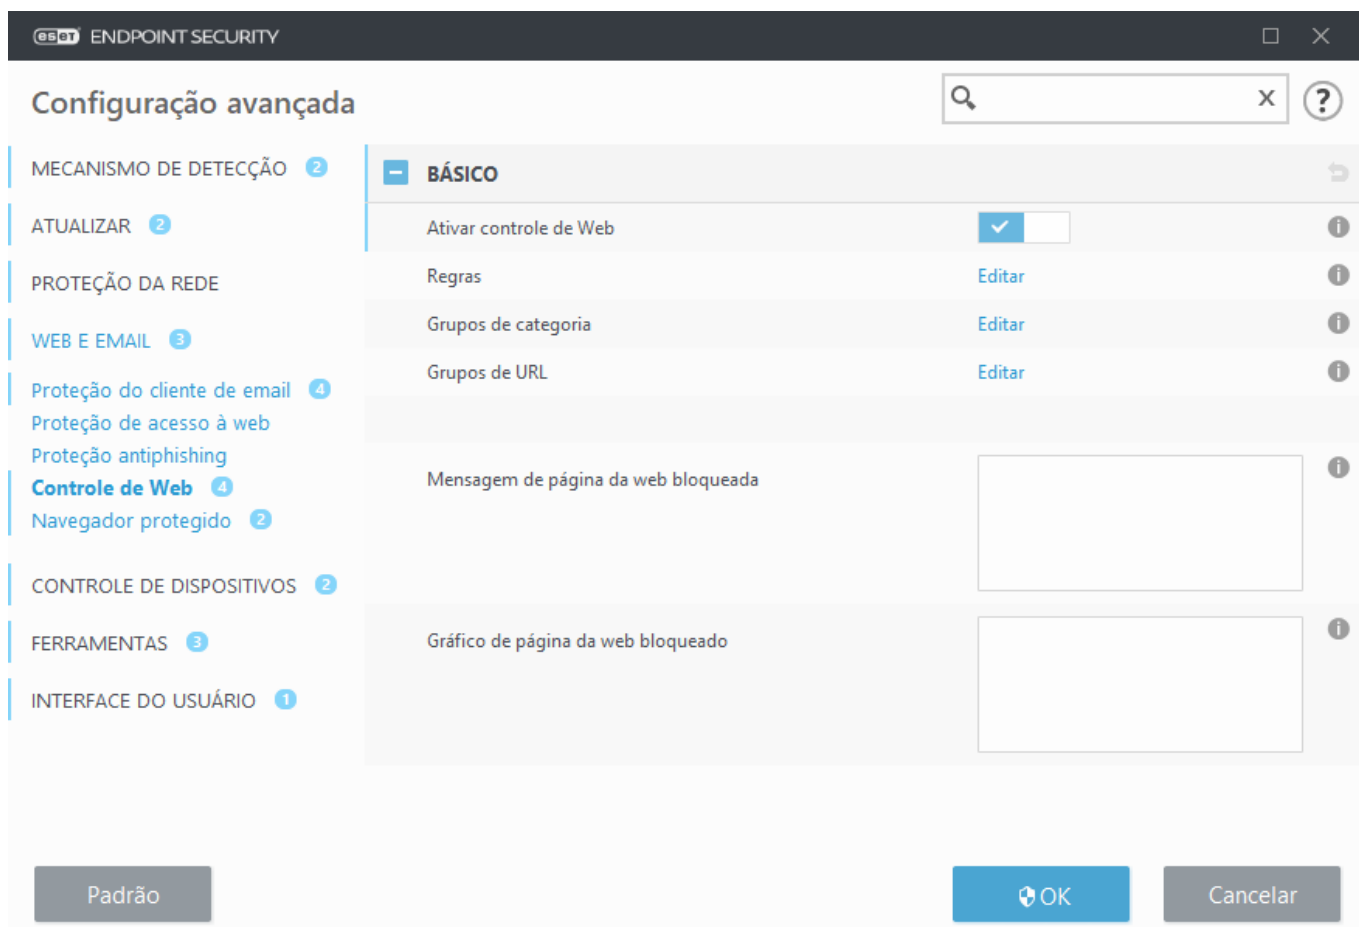 eset ENDPOINT SECURITY
Configuração avançada
X
?
MECANISMO DE DETECÇÃO 2
ATUALIZAR 2
PROTEÇÃO DA REDE
WEB E EMAIL 3
Proteção do cliente de email 4
Proteção de acesso à web
Proteção antiphishing
Controle de Web 4
Navegador protegido 2
CONTROLE DE DISPOSITIVOS 2
FERRAMENTAS 3
INTERFACE DO USUÁRIO 1
BÁSICO
Ativar controle de Web
Regras Editar
Grupos de categoria Editar
Grupos de URL Editar
Mensagem de página da web bloqueada
Gráfico de página da web bloqueado
Padrão
OK
Cancelar